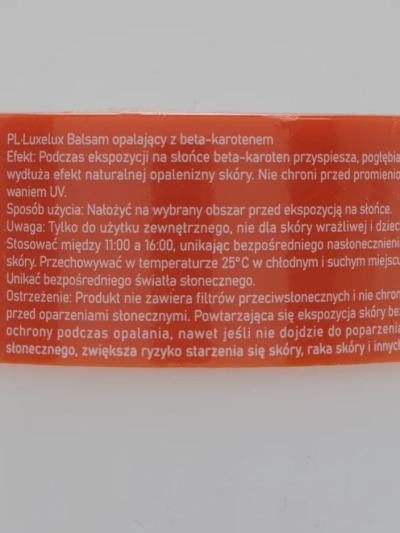 PL-Luxelux Balsam opalający z beta-karotenem
Efekt: Podczas ekspozycji na słońce beta-karoten przyspiesza, pogłębia
wydłuża efekt naturalnej opalenizny skóry. Nie chroni przed promienio
waniem UV.
Sposób użycia: Nałożyć na wybrany obszar przed ekspozycją na słońce.
Uwaga: Tylko do użytku zewnętrznego, nie dla skóry wrażliwej i dziec
Stosować między 11:00 a 16:00, unikając bezpośredniego nasłonecznieni
skóry. Przechowywać w temperaturze 25°C w chłodnym i suchym miejscu
Unikać bezpośredniego światła słonecznego.
Ostrzeżenie: Produkt nie zawiera filtrów przeciwsłonecznych i nie chron
przed oparzeniami słonecznymi. Powtarzająca się ekspozycja skóry bez
ochrony podczas opalania, nawet jeśli nie dojdzie do poparzenia
słonecznego, zwiększa ryzyko starzenia się skóry, raka skóry i innych